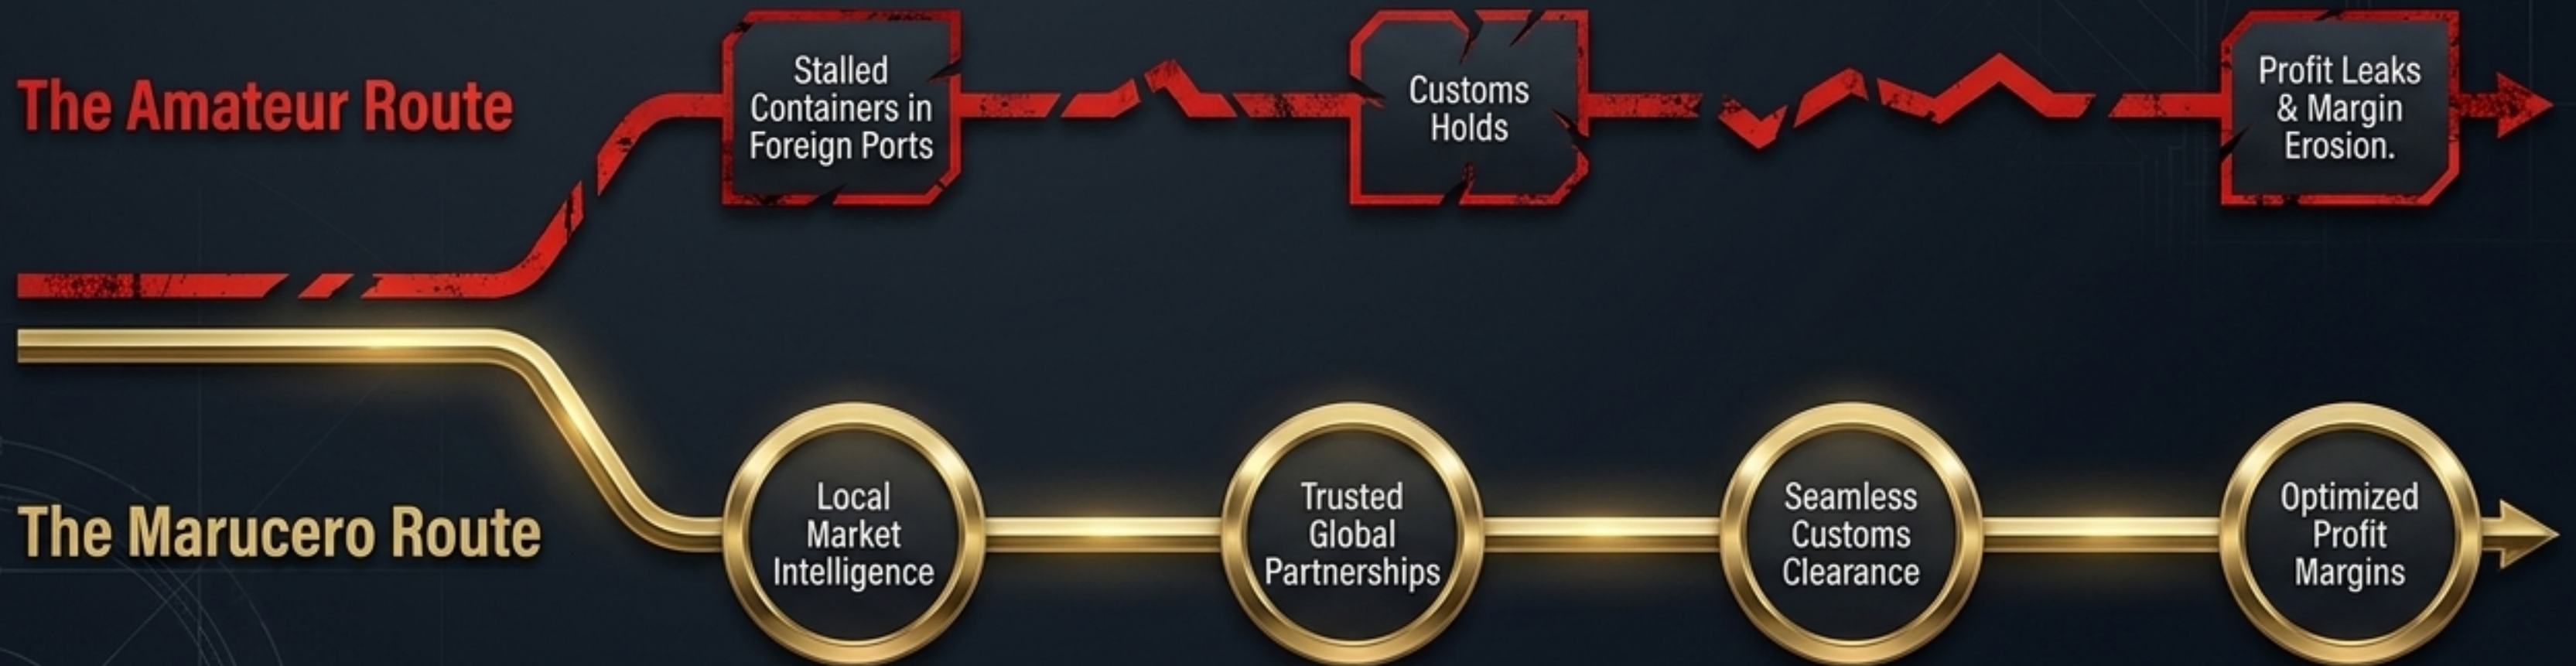 The Amateur Route
Stalled
Containers in
Foreign Ports
Customs
Holds
Profit Leaks
& Margin
Erosion.
The Marucero Route
Local
Market
Intelligence
Trusted
Global
Partnerships
Seamless
Customs
Clearance
Optimized
Profit
Margins